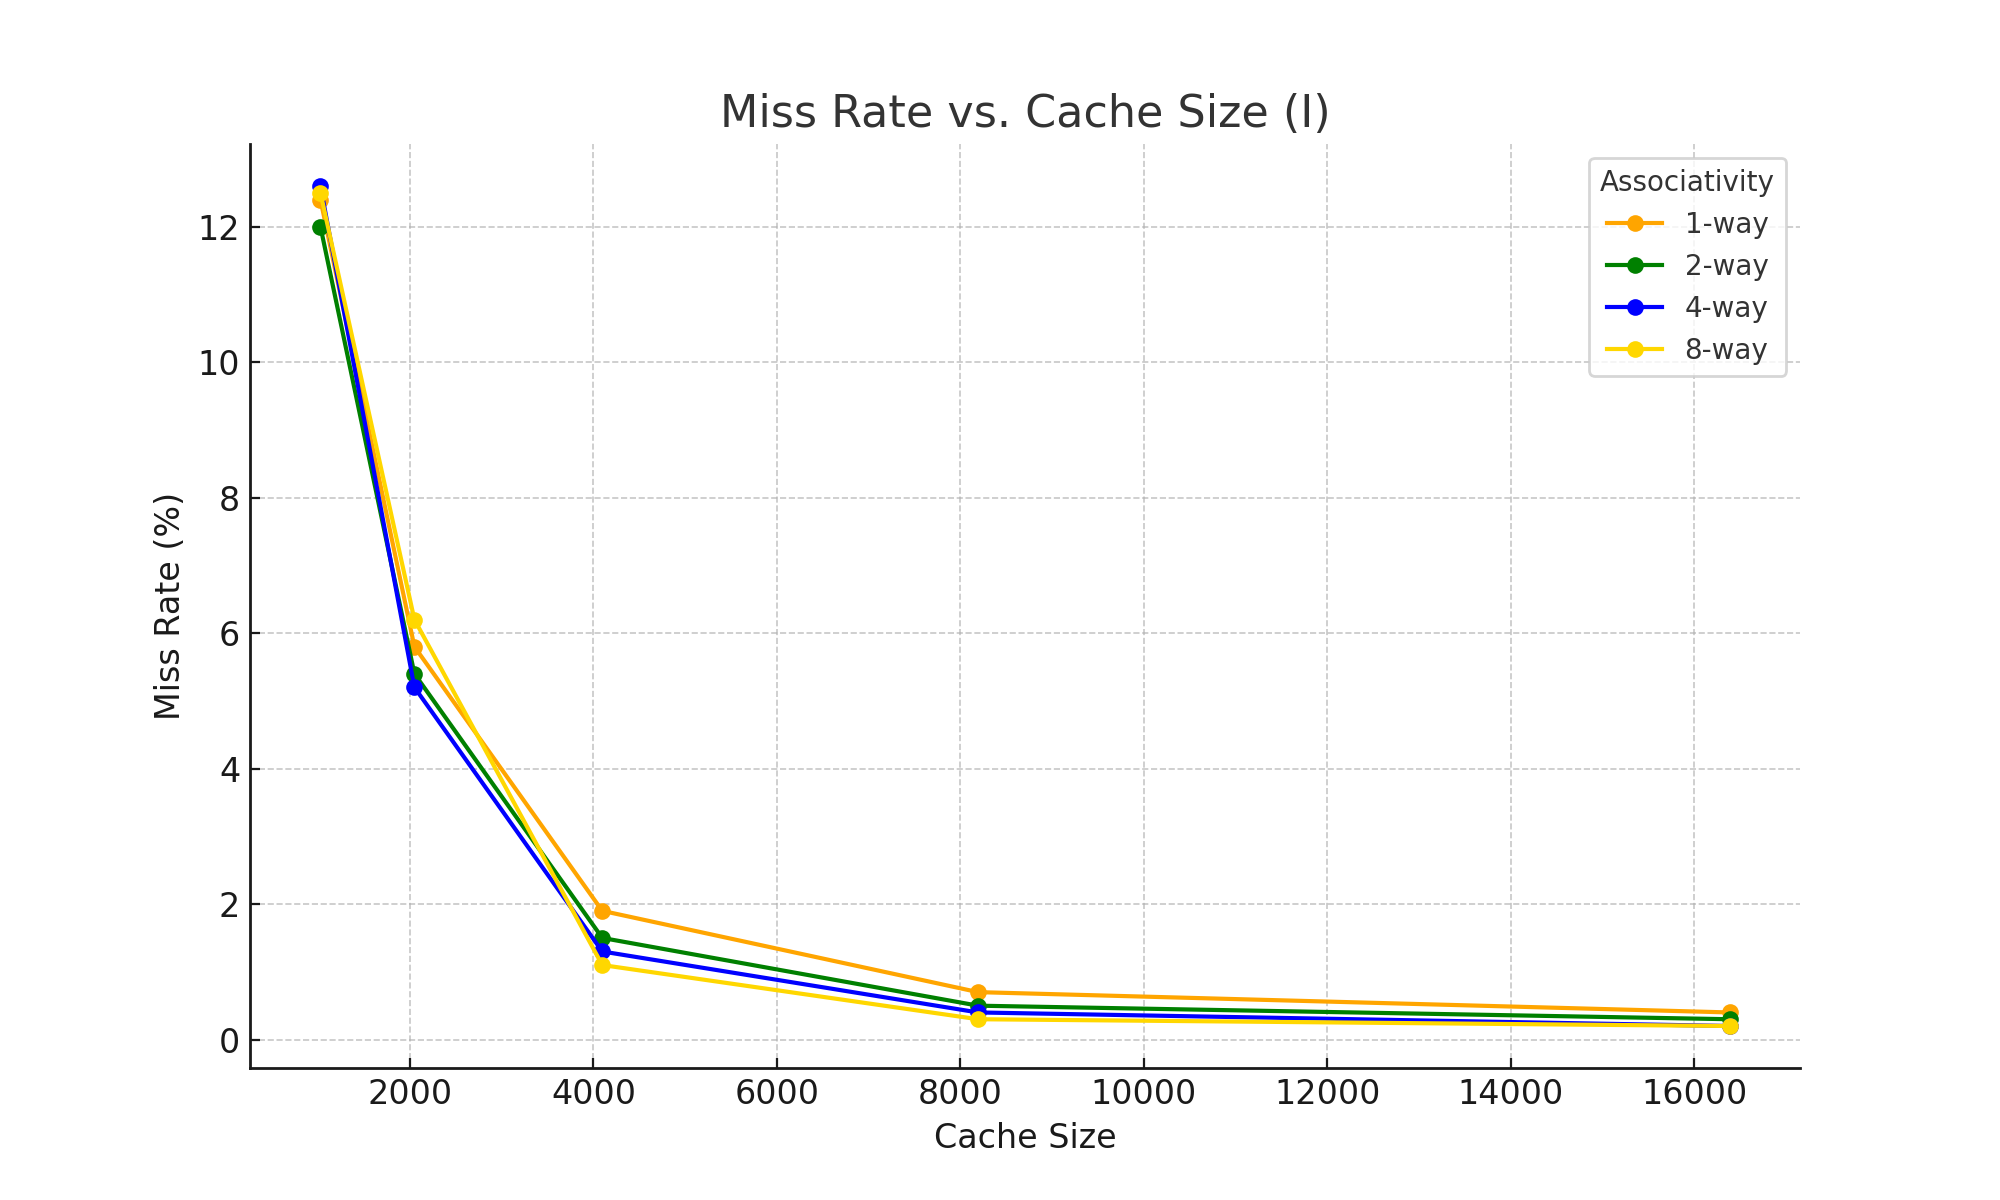 Miss Rate vs. Cache Size (I)
Associativity
1-way
2-way
4-way
8-way
Miss Rate (%)
12
10
8
6
4
2
0
2000 4000 6000 8000 10000 12000 14000 16000
Cache Size